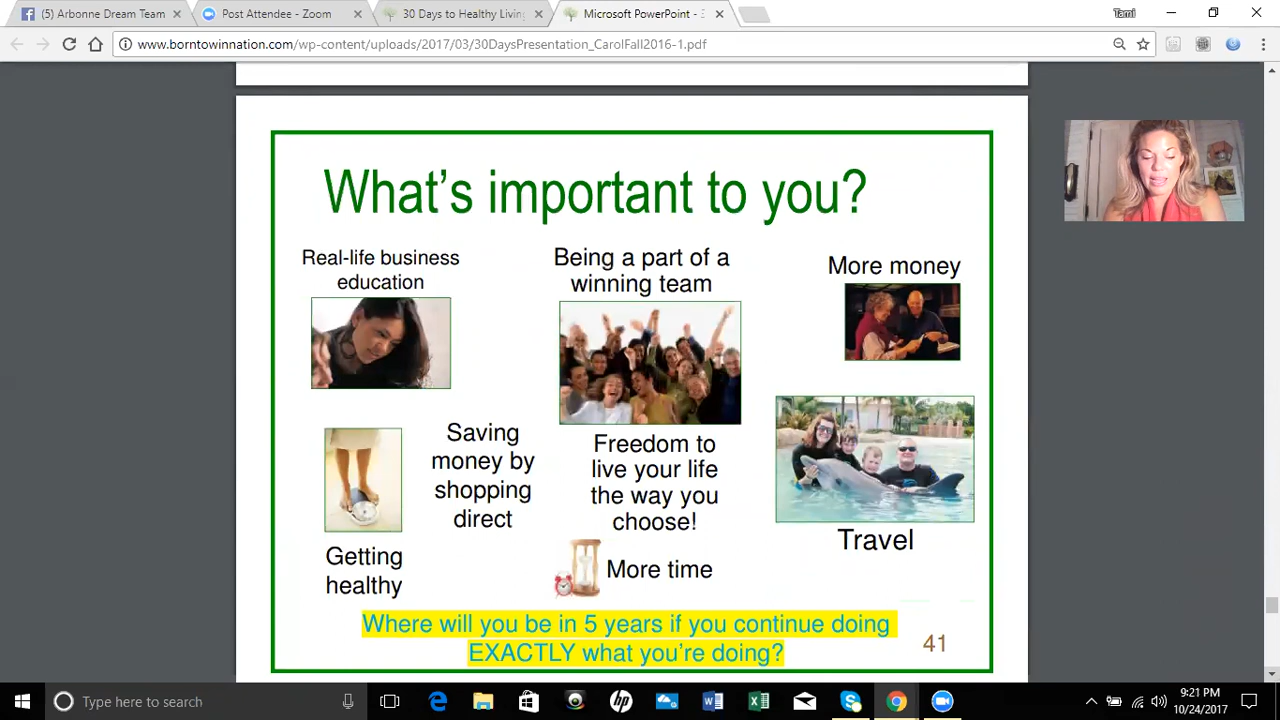 (5) Arbonne Dream Team
Post Attendee - Zoom
30 Days to Healthy Living
Microsoft PowerPoint - 
Tami
www.borntowinnation.com/wp-content/uploads/2017/03/30DaysPresentation_CarolFall2016-1.pdf
What's important to you?
Real-life business
education
Being a part of a
winning team
More money
Saving
money by
shopping
direct
Freedom to
live your life
the way you
choose!
Travel
Getting
healthy
More time
Where will you be in 5 years if you continue doing
EXACTLY what you're doing?
41
Type here to search
9:21 PM
10/24/2017